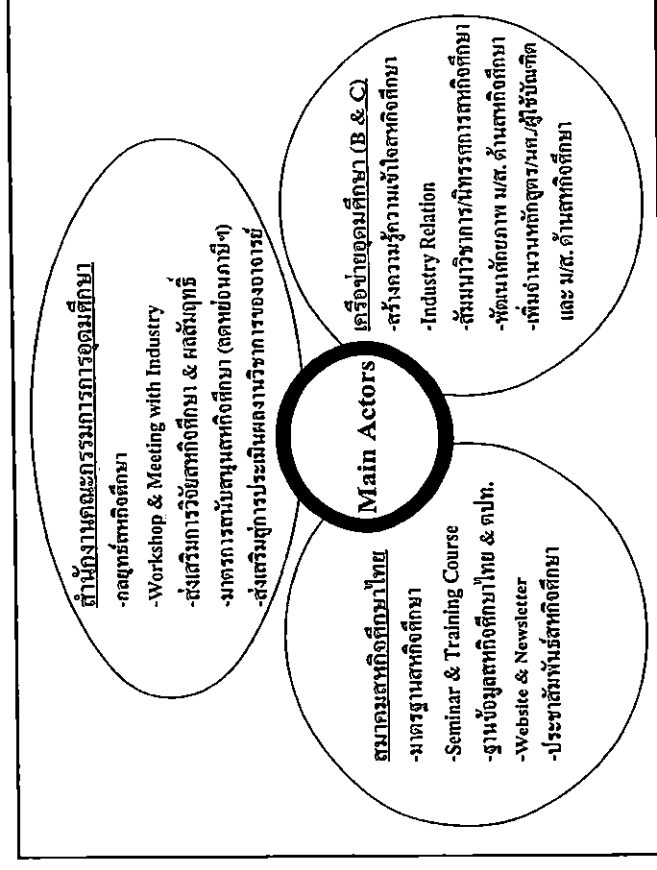 สำนักงานคณะกรรมการการอุดมศึกษา
-กลยุทธ์สหกิจศึกษา
-Workshop & Meeting with Industry
-ส่งเสริมการวิจัยสหกิจศึกษา & ผลสัมฤทธิ์
-มาตรการสนับสนุนสหกิจศึกษา (ลดหย่อนภาษีฯ)
-ส่งเสริมสู่การประเมินผลงานวิชาการของอาจารย์
Main Actors
สมาคมสหกิจศึกษาไทย
-มาตรฐานสหกิจศึกษา
-Seminar & Training Course
-ฐานข้อมูลสหกิจศึกษาไทย & ตปท.
-Website & Newsletter
-ประชาสัมพันธ์สหกิจศึกษา
เครือข่ายอุดมศึกษา (B & C)
-สร้างความรู้ความเข้าใจสหกิจศึกษา
-Industry Relation
-สัมมนาวิชาการ/นิทรรศการสหกิจศึกษา
-พัฒนาศักยภาพ ม/ส. ด้านสหกิจศึกษา
-เพิ่มจำนวนหลักสูตร/นศ./ผู้ใช้บัณฑิต
และ ม/ส. ด้านสหกิจศึกษา